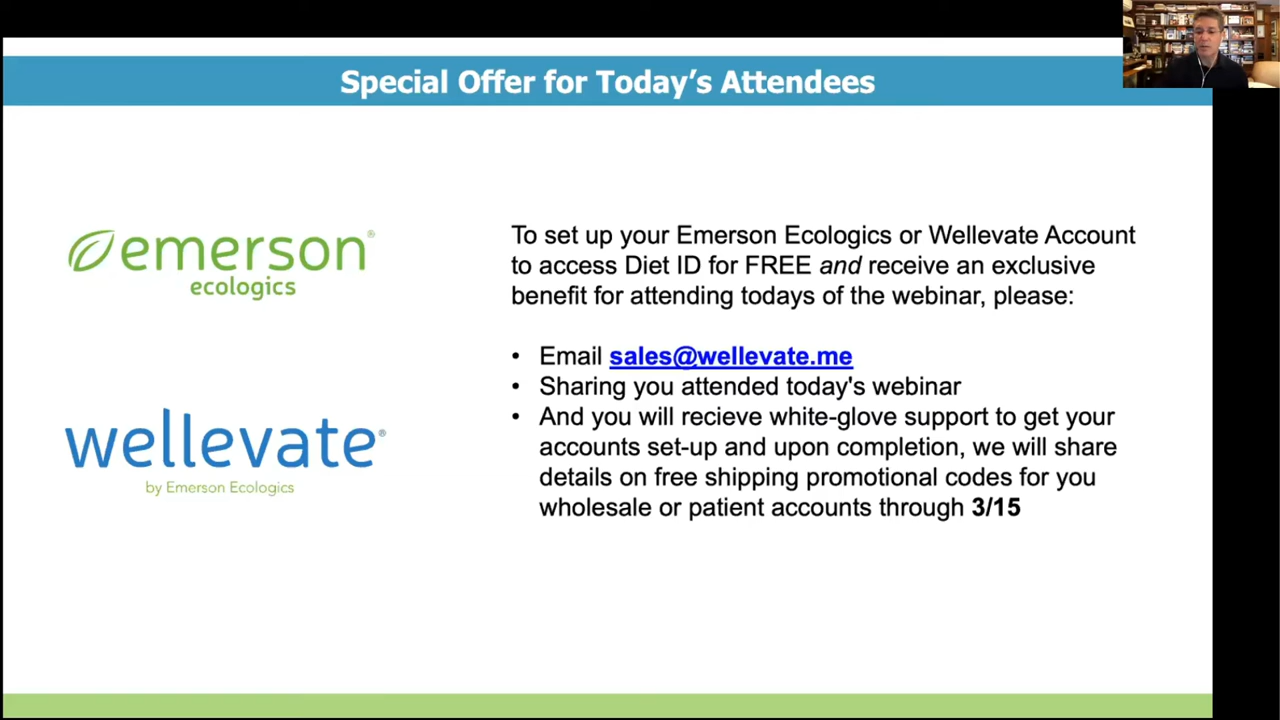 Special Offer for Today's Attendees
emerson®
ecologics
wellevate®
by Emerson Ecologics
To set up your Emerson Ecologics or Wellevate Account
to access Diet ID for FREE and receive an exclusive
benefit for attending todays of the webinar, please:
• Email sales@wellevate.me
• Sharing you attended today's webinar
• And you will recieve white-glove support to get your
accounts set-up and upon completion, we will share
details on free shipping promotional codes for you
wholesale or patient accounts through 3/15